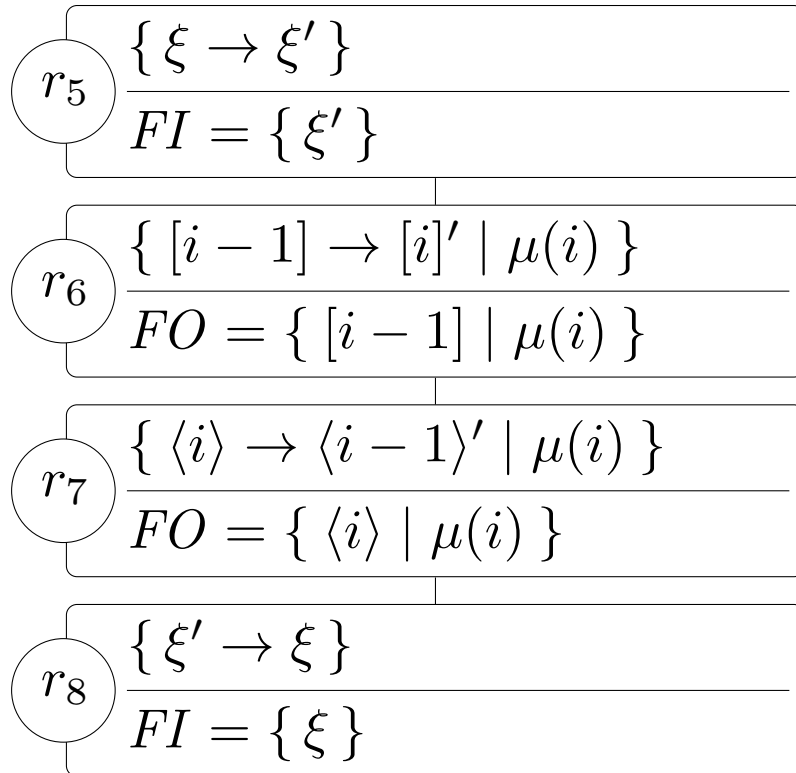 { ξ → ξ′ }
r₅
FI = { ξ′ }
{ [i − 1] → [i]′ | μ(i) }
r₆
FO = { [i − 1] | μ(i) }
{ ⟨i⟩ → ⟨i − 1⟩′ | μ(i) }
r₇
FO = { ⟨i⟩ | μ(i) }
{ ξ′ → ξ }
r₈
FI = { ξ }